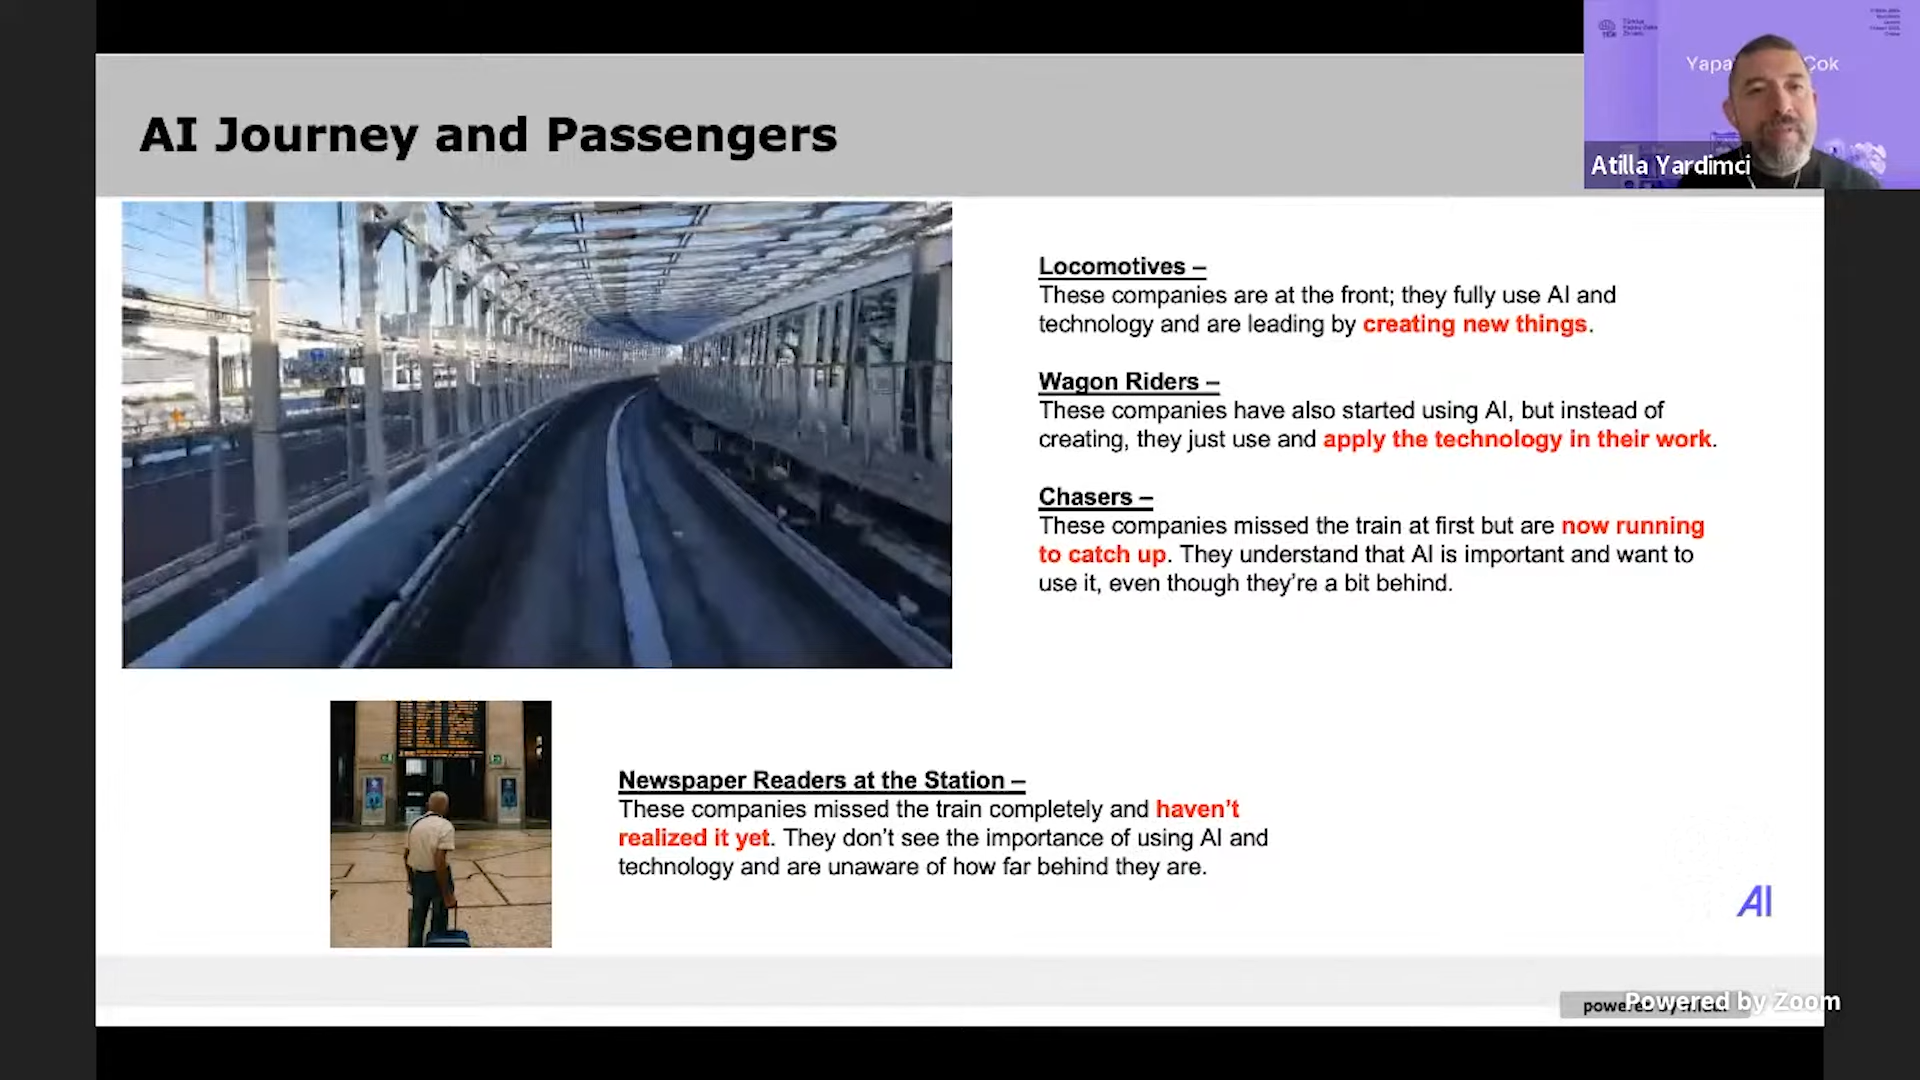 AI Journey and Passengers
Locomotives –
These companies are at the front; they fully use AI and
technology and are leading by creating new things.
Wagon Riders –
These companies have also started using AI, but instead of
creating, they just use and apply the technology in their work.
Chasers –
These companies missed the train at first but are now running
to catch up. They understand that AI is important and want to
use it, even though they’re a bit behind.
Newspaper Readers at the Station –
These companies missed the train completely and haven’t
realized it yet. They don’t see the importance of using AI and
technology and are unaware of how far behind they are.
AI
Powered by Zoom
Atilla Yardimci